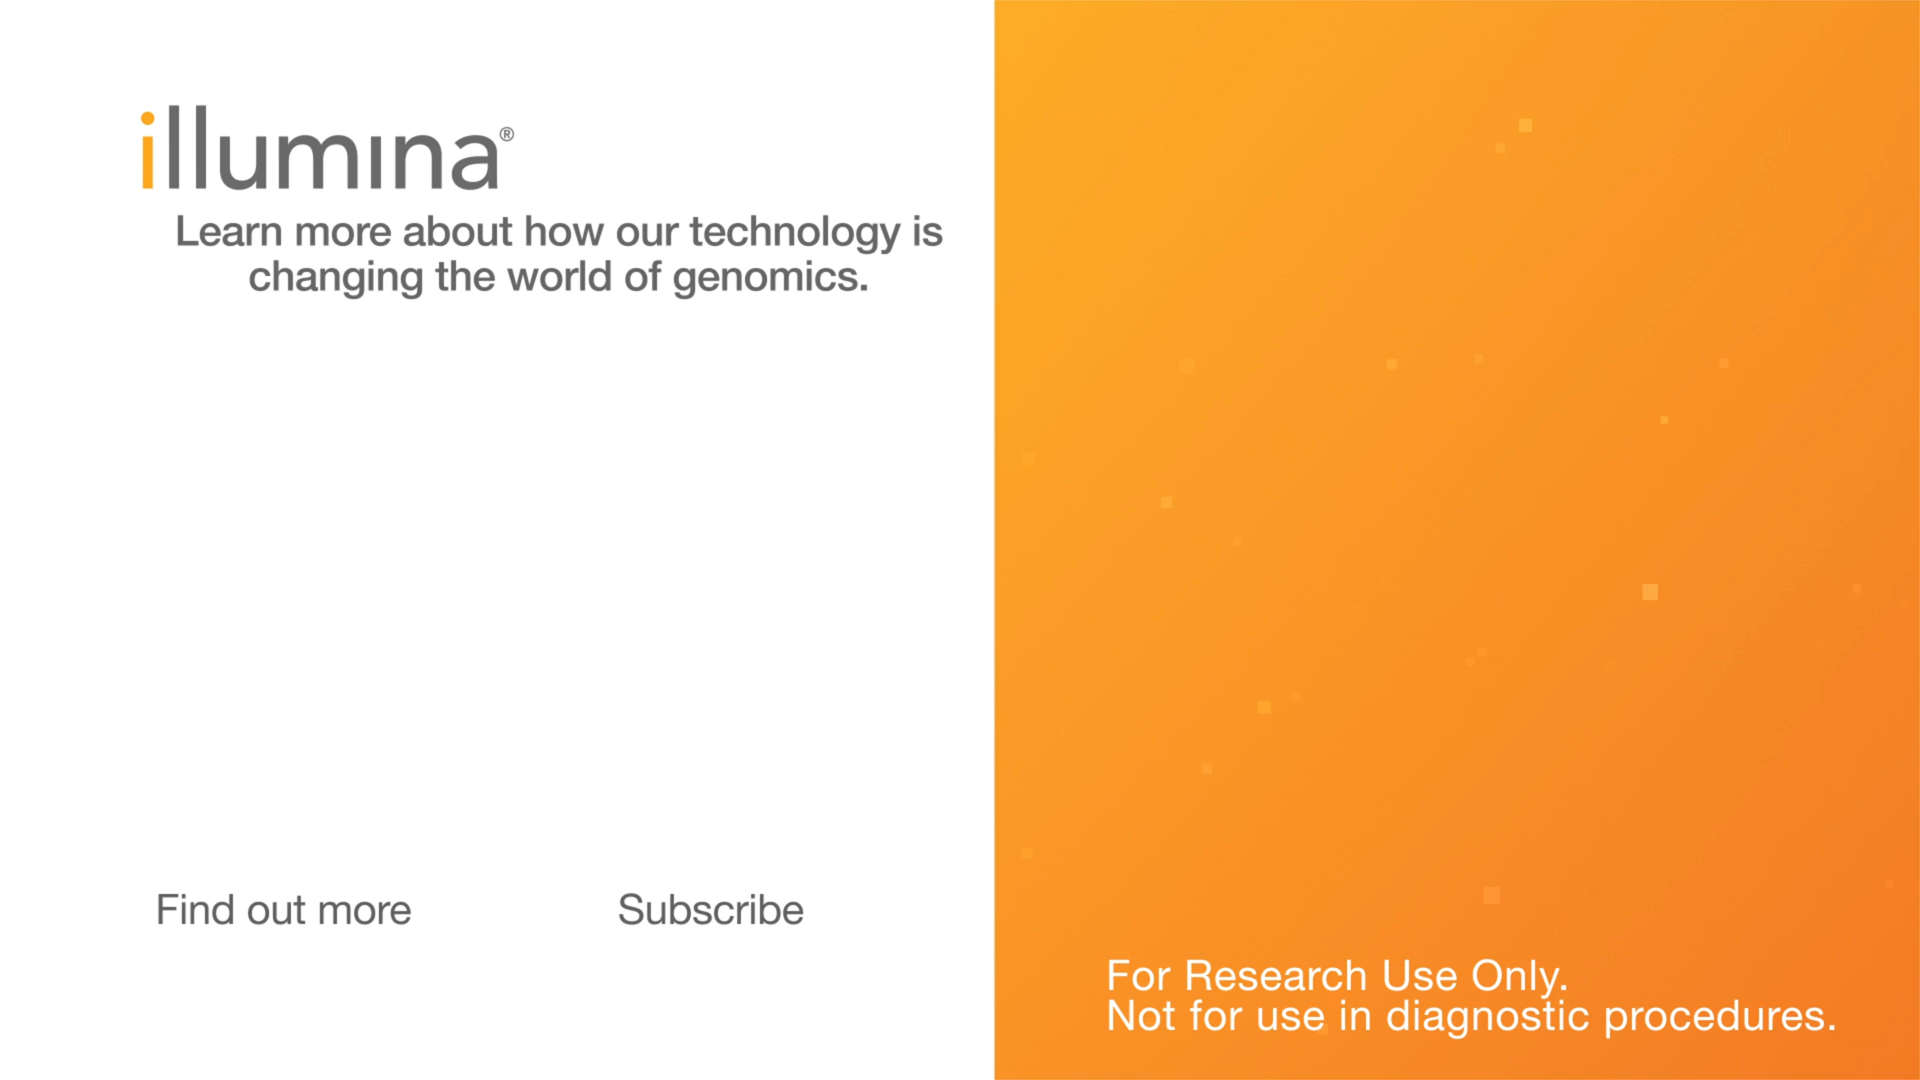 illumina®
Learn more about how our technology is
changing the world of genomics.
Find out more
Subscribe
For Research Use Only.
Not for use in diagnostic procedures.